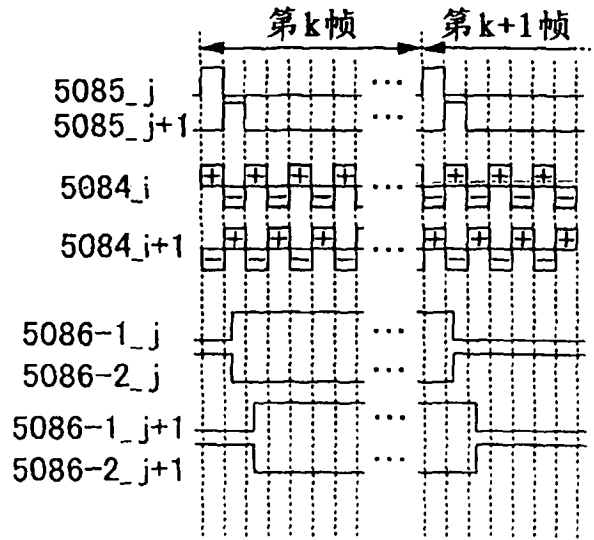 第k帧 第k+1帧
5085_j
5085_j+1
5084_i
+ - + - + - + ... - + - + - + -
5084_i+1
- + - + - + - ... + - + - + - +
5086-1_j
5086-2_j
5086-1_j+1
5086-2_j+1